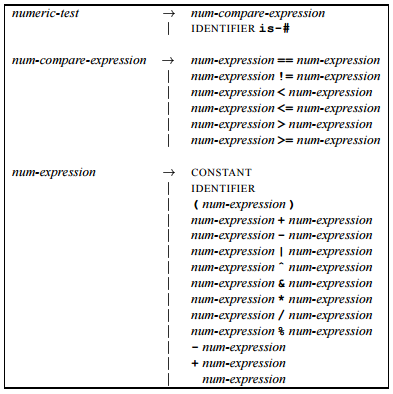 numeric-test → num-compare-expression
| IDENTIFIER is-#
num-compare-expression → num-expression == num-expression
| num-expression != num-expression
| num-expression < num-expression
| num-expression <= num-expression
| num-expression > num-expression
| num-expression >= num-expression
num-expression → CONSTANT
| IDENTIFIER
| ( num-expression )
| num-expression + num-expression
| num-expression - num-expression
| num-expression | num-expression
| num-expression ^ num-expression
| num-expression & num-expression
| num-expression * num-expression
| num-expression / num-expression
| num-expression % num-expression
| - num-expression
| + num-expression
| num-expression